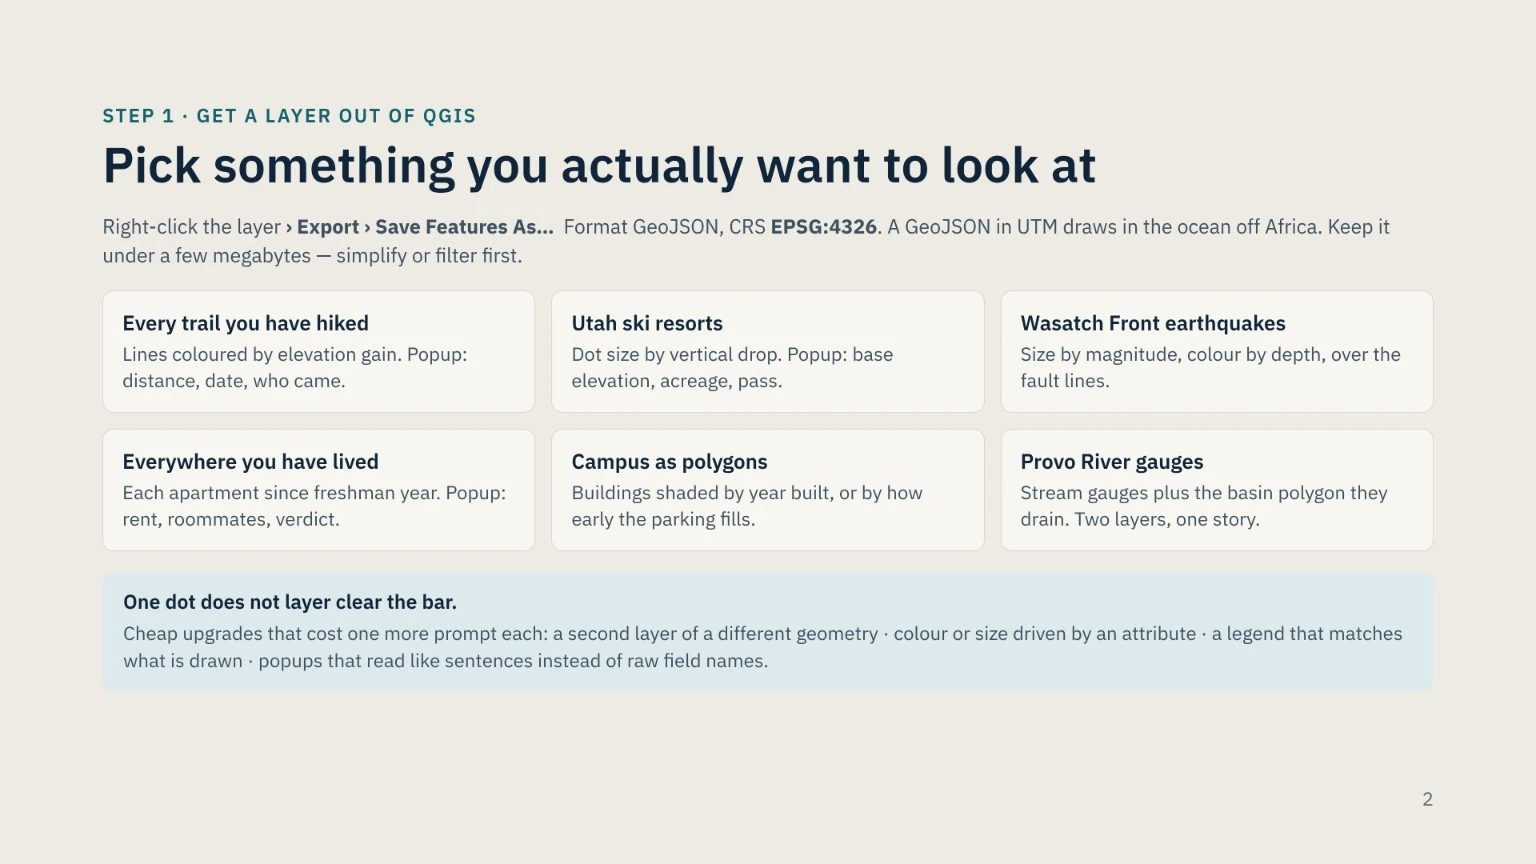 STEP 1 · GET A LAYER OUT OF QGIS
Pick something you actually want to look at
Right-click the layer › Export › Save Features As… Format GeoJSON, CRS EPSG:4326. A GeoJSON in UTM draws in the ocean off Africa. Keep it
under a few megabytes — simplify or filter first.
Every trail you have hiked
Lines coloured by elevation gain. Popup:
distance, date, who came.
Utah ski resorts
Dot size by vertical drop. Popup: base
elevation, acreage, pass.
Wasatch Front earthquakes
Size by magnitude, colour by depth, over the
fault lines.
Everywhere you have lived
Each apartment since freshman year. Popup:
rent, roommates, verdict.
Campus as polygons
Buildings shaded by year built, or by how
early the parking fills.
Provo River gauges
Stream gauges plus the basin polygon they
drain. Two layers, one story.
One dot does not layer clear the bar.
Cheap upgrades that cost one more prompt each: a second layer of a different geometry · colour or size driven by an attribute · a legend that matches
what is drawn · popups that read like sentences instead of raw field names.
2